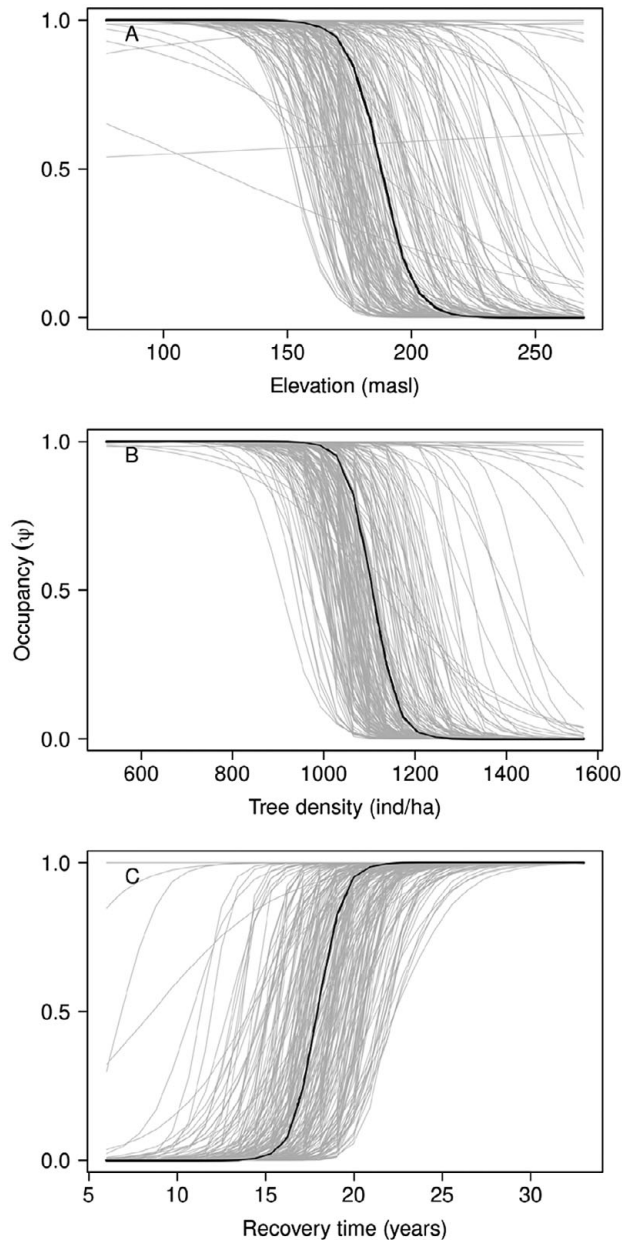 1.0
A
0.5
0.0
100 150 200 250
Elevation (masl)
1.0
B
0.5
0.0
600 800 1000 1200 1400 1600
Tree density (ind/ha)
Occupancy (ψ)
1.0
C
0.5
0.0
5 10 15 20 25 30
Recovery time (years)